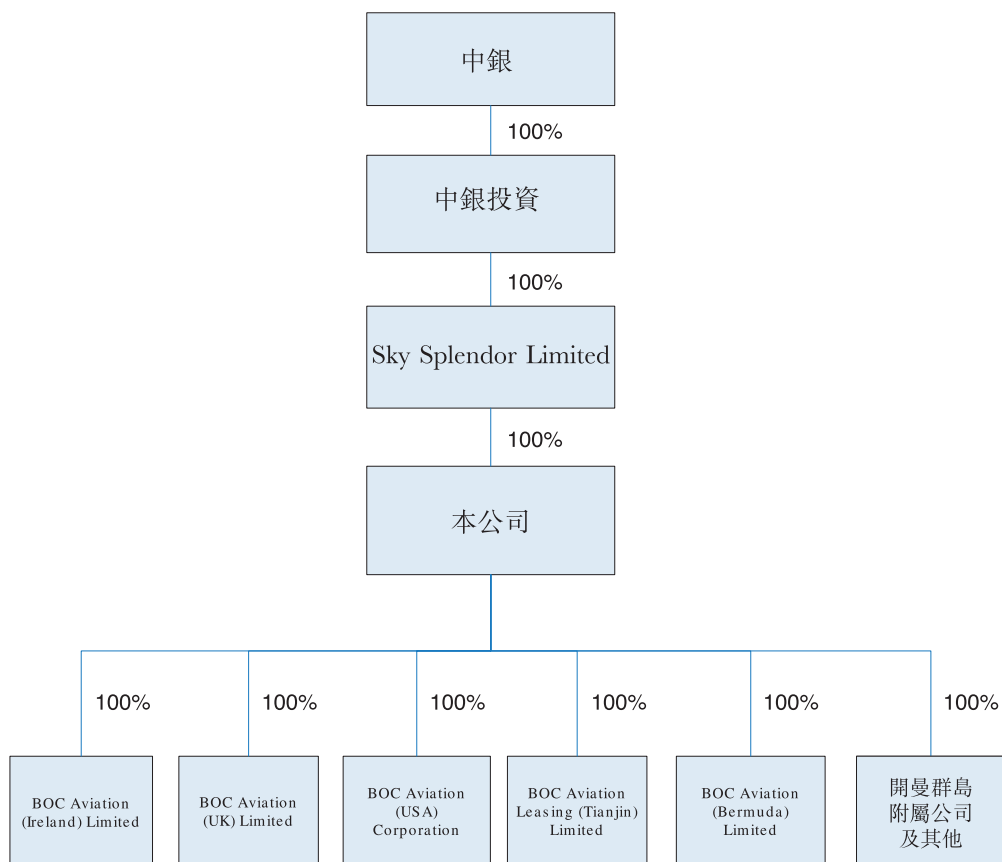 中銀
100%
中銀投資
100%
Sky Splendor Limited
100%
本公司
100%
100%
100%
100%
100%
100%
BOC Aviation
(Ireland) Limited
BOC Aviation
(UK) Limited
BOC Aviation
(USA)
Corporation
BOC Aviation
Leasing (Tianjin)
Limited
BOC Aviation
(Bermuda)
Limited
開曼群島
附屬公司
及其他